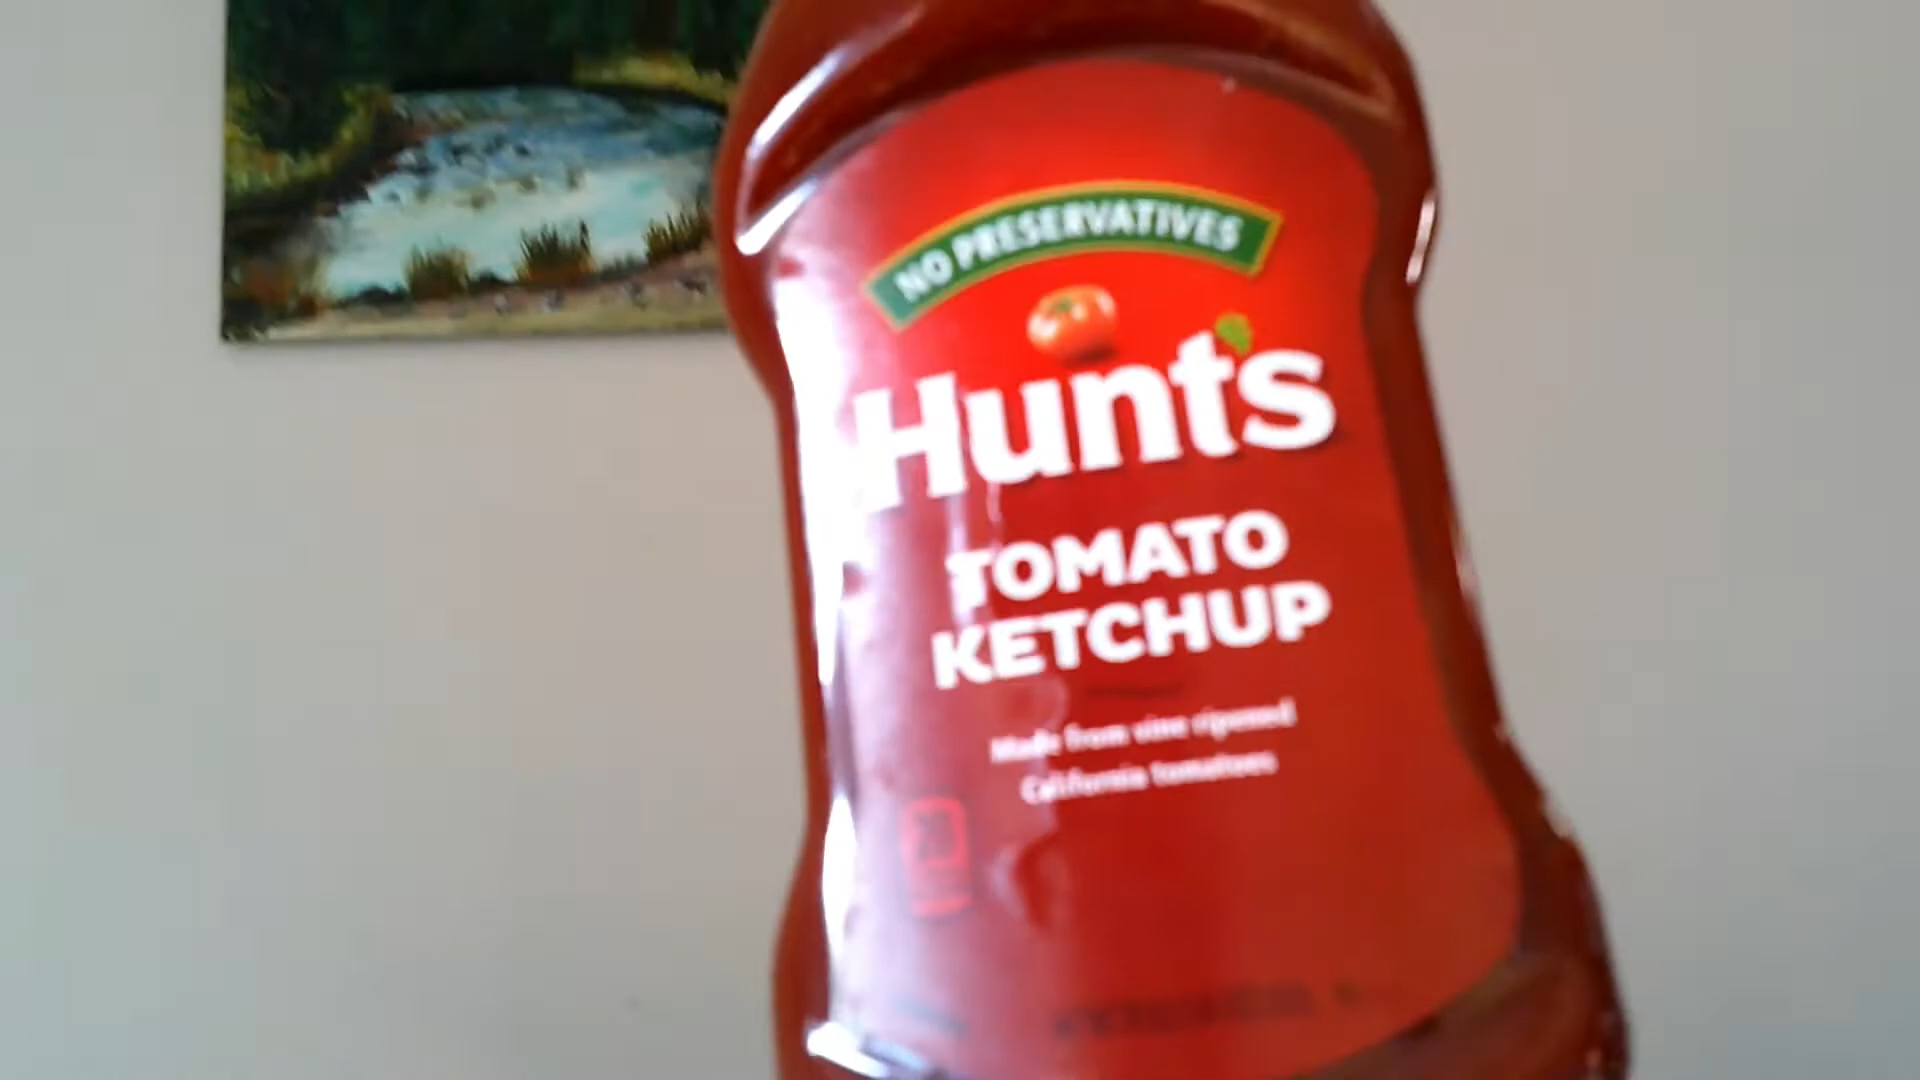 NO PRESERVATIVES
Hunt's
TOMATO
KETCHUP
Made from vine ripened
California tomatoes